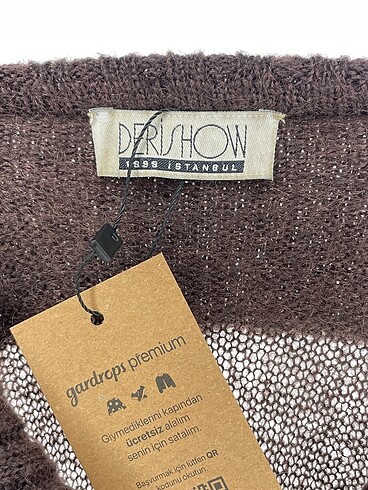 DERISHOW
1999 İSTANBUL
gardrops premium
Giymediklerini kapından
ücretsiz alalım
senin için satalım.
Başvurmak için lütfen QR
kodunu okutun